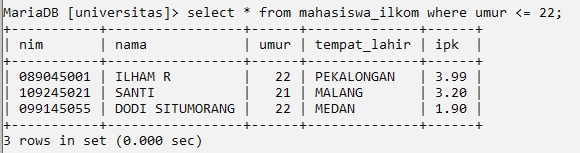 MariaDB [universitas]> select * from mahasiswa_ilkom where umur <= 22;
+-----------+-----------------+------+--------------+------+
| nim       | nama            | umur | tempat_lahir | ipk  |
+-----------+-----------------+------+--------------+------+
| 089045001 | ILHAM R         |   22 | PEKALONGAN   | 3.99 |
| 109245021 | SANTI           |   21 | MALANG       | 3.20 |
| 099145055 | DODI SITUMORANG |   22 | MEDAN        | 1.90 |
+-----------+-----------------+------+--------------+------+
3 rows in set (0.000 sec)